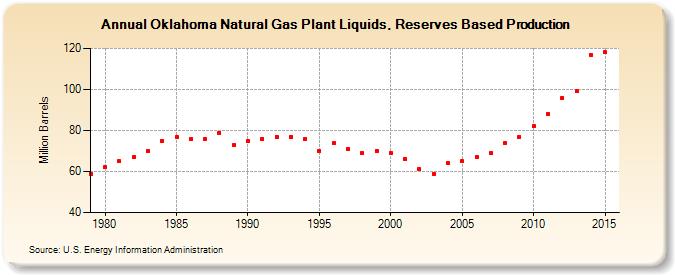 Annual Oklahoma Natural Gas Plant Liquids, Reserves Based Production
Million Barrels
120
100
80
60
40
1980 1985 1990 1995 2000 2005 2010 2015
Source: U.S. Energy Information Administration